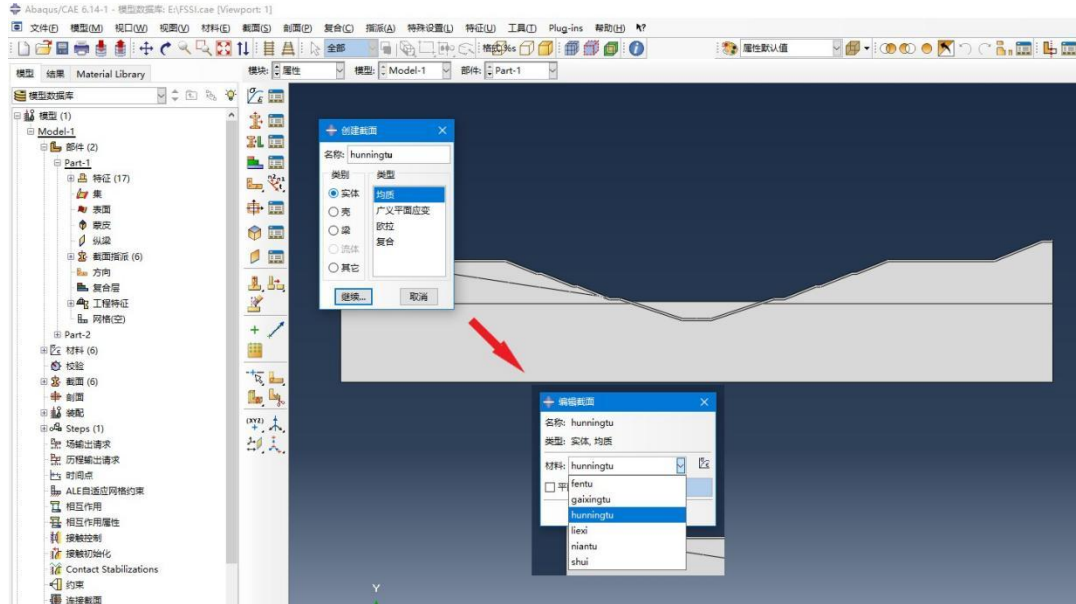 Abaqus/CAE 6.14-1 - 模型数据库: E:\FSSI.cae [Viewport: 1]
文件(F) 模型(M) 视口(W) 视图(V) 材料(E) 截面(S) 剖面(P) 复合(C) 指派(A) 特殊设置(L) 特征(U) 工具(T) Plug-ins 帮助(H)
全部
属性默认值
模型 结果 Material Library
模块: 属性 模型: Model-1 部件: Part-1
模型数据库
模型 (1)
Model-1
部件 (2)
Part-1
特征 (17)
集
表面
蒙皮
纵梁
截面指派 (6)
方向
复合层
工程特征
网格(空)
Part-2
材料 (6)
校验
截面 (6)
剖面
装配
Steps (1)
场输出请求
历程输出请求
时间点
ALE自适应网格约束
相互作用
相互作用属性
接触控制
接触初始化
Contact Stabilizations
约束
连接截面
创建截面
名称: hunningtu
类别 类型
实体
壳
梁
流体
其它
均质
广义平面应变
欧拉
复合
继续... 取消
编辑截面
名称: hunningtu
类型: 实体, 均质
材料: hunningtu
fentu
gaixingtu
hunningtu
liexi
niantu
shui
Y